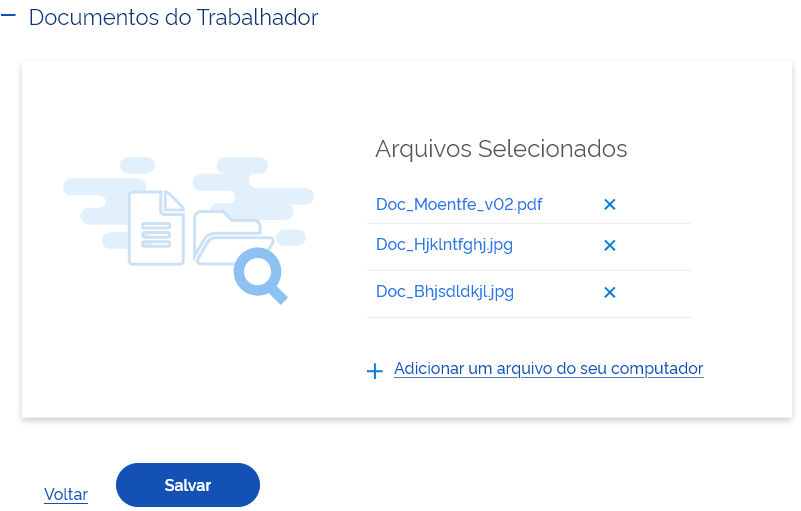 Documentos do Trabalhador
Arquivos Selecionados
Doc_Moentfe_v02.pdf
Doc_Hjklntfghj.jpg
Doc_Bhjsdldkjl.jpg
Adicionar um arquivo do seu computador
Voltar
Salvar